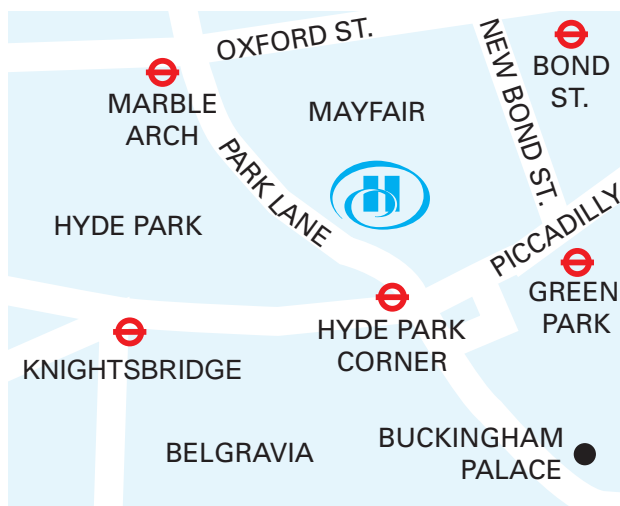 OXFORD ST.
NEW BOND ST.
BOND
ST.
MARBLE
ARCH
MAYFAIR
PARK LANE
H
HYDE PARK
PICCADILLY
GREEN
PARK
HYDE PARK
CORNER
KNIGHTSBRIDGE
BELGRAVIA
BUCKINGHAM
PALACE